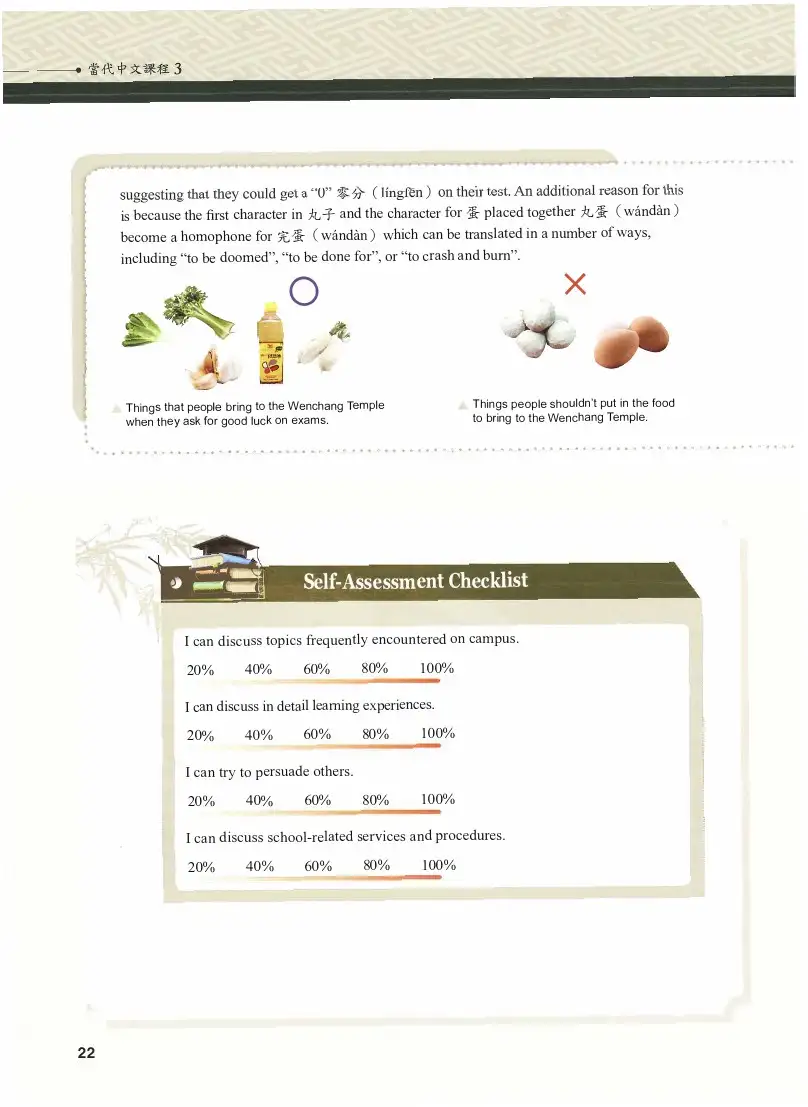 當代中文課程 3
suggesting that they could get a “0” 零分（língfēn）on their test. An additional reason for this
is because the first character in 丸子 and the character for 蛋 placed together 丸蛋（wándàn）
become a homophone for 完蛋（wándàn）which can be translated in a number of ways,
including “to be doomed”, “to be done for”, or “to crash and burn”.
Things that people bring to the Wenchang Temple
when they ask for good luck on exams.
Things people shouldn't put in the food
to bring to the Wenchang Temple.
Self-Assessment Checklist
I can discuss topics frequently encountered on campus.
20% 40% 60% 80% 100%
I can discuss in detail learning experiences.
20% 40% 60% 80% 100%
I can try to persuade others.
20% 40% 60% 80% 100%
I can discuss school-related services and procedures.
20% 40% 60% 80% 100%
22